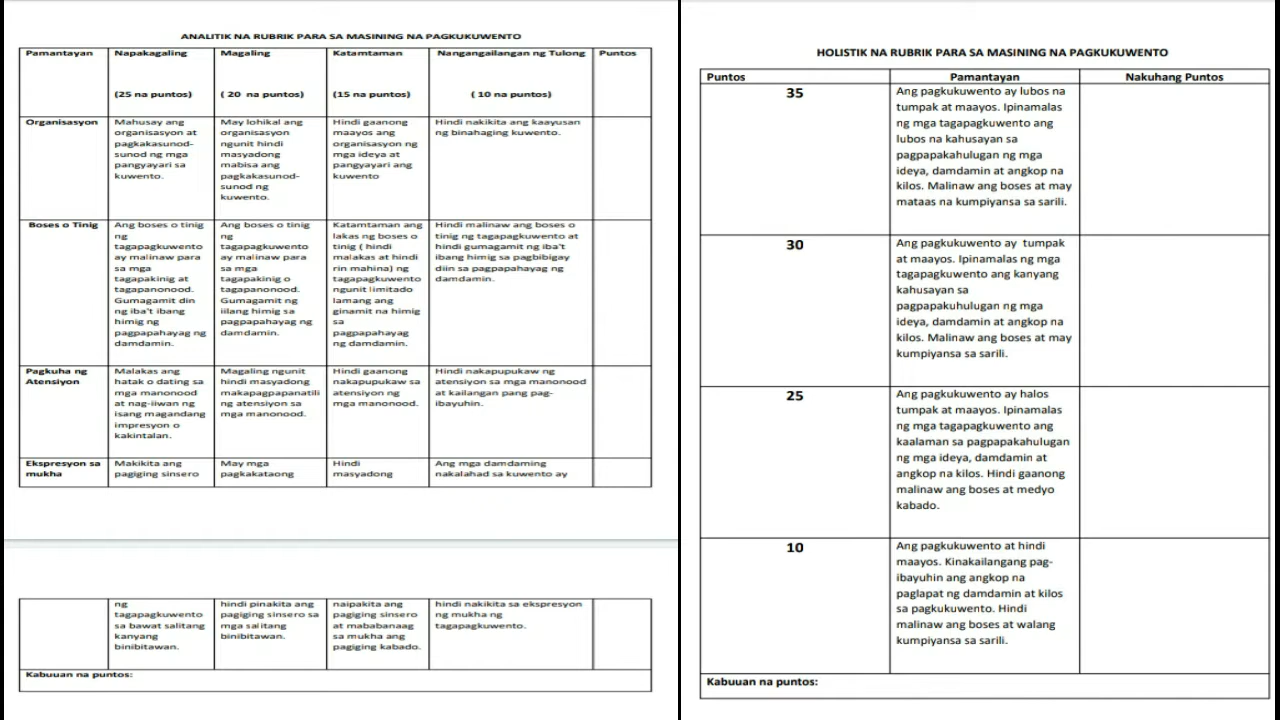 ANALITIK NA RUBRIK PARA SA MASINING NA PAGKUKUWENTO
Pamantayan Napakagaling Magaling Katamtaman Nangangailangan ng Tulong Puntos
(25 na puntos) ( 20 na puntos) (15 na puntos) ( 10 na puntos)
Organisasyon
Mahusay ang
organisasyon at
pagkakasunod-
sunod ng mga
pangyayari sa
kuwento.
May lohikal ang
organisasyon
ngunit hindi
masyadong
mabisa ang
pagkakasunod-
sunod ng
kuwento.
Hindi gaanong
maayos ang
organisasyon ng
mga ideya at
pangyayari ang
kuwento
Hindi nakikita ang kaayusan
ng binahaging kuwento.
Boses o Tinig
Ang boses o tinig
ng
tagapagkuwento
ay malinaw para
sa mga
tagapakinig at
tagapanonood.
Gumagamit din
ng iba't ibang
himig ng
pagpapahayag ng
damdamin.
Ang boses o tinig
ng
tagapagkuwento
ay malinaw para
sa mga
tagapakinig o
tagapanonood.
Gumagamit ng
iilang himig sa
pagpapahayag ng
damdamin.
Katamtaman ang
lakas ng boses o
tinig ( hindi
malakas at hindi
rin mahina) ng
tagapagkuwento
ngunit limitado
lamang ang
ginamit na himig
sa
pagpapahayag
ng damdamin.
Hindi malinaw ang boses o
tinig ng tagapagkuwento at
hindi gumagamit ng iba't
ibang himig sa pagbibigay
diin sa pagpapahayag ng
damdamin.
Pagkuha ng
Atensiyon
Malakas ang
hatak o dating sa
mga manonood
at nag-iiwan ng
isang magandang
impresyon o
kakintalan.
Magaling ngunit
hindi masyadong
makapagpapanatili
ng atensiyon sa
mga manonood.
Hindi gaanong
nakapupukaw sa
atensiyon ng
mga manonood.
Hindi nakapupukaw ng
atensiyon sa mga manonood
at kailangan pang pag-
ibayuhin.
Ekspresyon sa
mukha
Makikita ang
pagiging sinsero
May mga
pagkakataong
Hindi
masyadong
Ang mga damdaming
nakalahad sa kuwento ay
ng
tagapagkuwento
sa bawat salitang
kanyang
binibitawan.
hindi pinakita ang
pagiging sinsero sa
mga salitang
binibitawan.
naipakita ang
pagiging sinsero
at mababanaag
sa mukha ang
pagiging kabado.
hindi nakikita sa ekspresyon
ng mukha ng
tagapagkuwento.
Kabuuan na puntos:
HOLISTIK NA RUBRIK PARA SA MASINING NA PAGKUKUWENTO
Puntos Pamantayan Nakuhang Puntos
35
Ang pagkukuwento ay lubos na
tumpak at maayos. Ipinamalas
ng mga tagapagkuwento ang
lubos na kahusayan sa
pagpapakahulugan ng mga
ideya, damdamin at angkop na
kilos. Malinaw ang boses at may
mataas na kumpiyansa sa sarili.
30
Ang pagkukuwento ay tumpak
at maayos. Ipinamalas ng mga
tagapagkuwento ang kanyang
kahusayan sa
pagpapakuhulugan ng mga
ideya, damdamin at angkop na
kilos. Malinaw ang boses at may
kumpiyansa sa sarili.
25
Ang pagkukuwento ay halos
tumpak at maayos. Ipinamalas
ng mga tagapagkuwento ang
kaalaman sa pagpapakahulugan
ng mga ideya, damdamin at
angkop na kilos. Hindi gaanong
malinaw ang boses at medyo
kabado.
10
Ang pagkukuwento at hindi
maayos. Kinakailangang pag-
ibayuhin ang angkop na
paglapat ng damdamin at kilos
sa pagkukuwento. Hindi
malinaw ang boses at walang
kumpiyansa sa sarili.
Kabuuan na puntos: